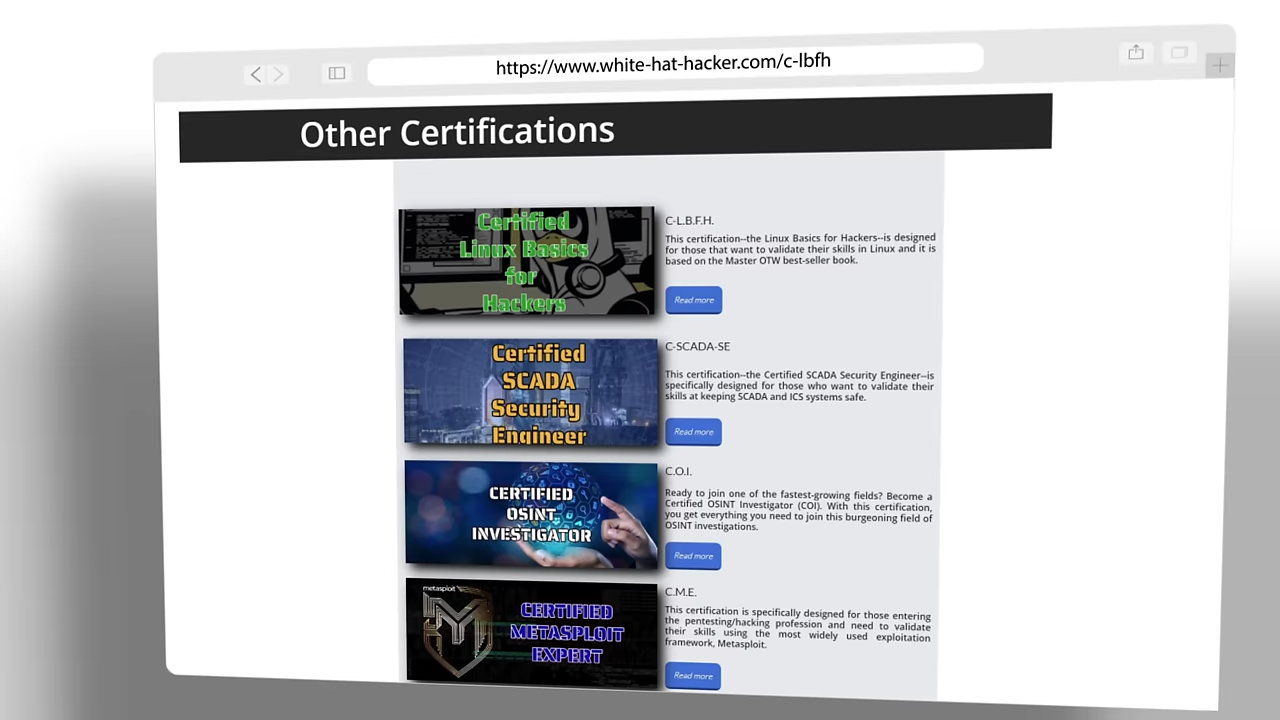 https://www.white-hat-hacker.com/c-lbfh
Other Certifications
Certified
Linux Basics
for
Hackers
C-L.B.F.H.
This certification--the Linux Basics for Hackers--is designed
for those that want to validate their skills in Linux and it is
based on the Master OTW best-seller book.
Read more
Certified
SCADA
Security
Engineer
C-SCADA-SE
This certification--the Certified SCADA Security Engineer--is
specifically designed for those who want to validate their
skills at keeping SCADA and ICS systems safe.
Read more
CERTIFIED
OSINT
INVESTIGATOR
C.O.I.
Ready to join one of the fastest-growing fields? Become a
Certified OSINT Investigator (COI). With this certification,
you get everything you need to join this burgeoning field of
OSINT investigations.
Read more
metasploit
CERTIFIED
METASPLOIT
EXPERT
C.M.E.
This certification is specifically designed for those entering
the pentesting/hacking profession and need to validate
their skills using the most widely used exploitation
framework, Metasploit.
Read more